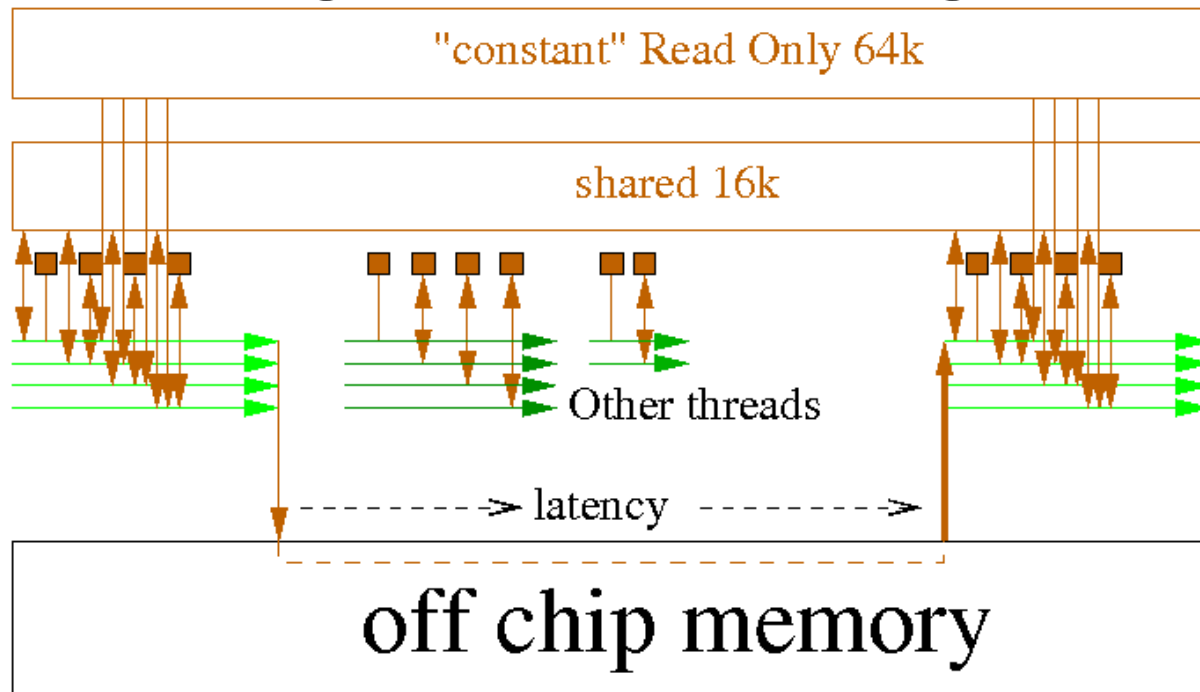 "constant" Read Only 64k
shared 16k
Other threads
latency
off chip memory